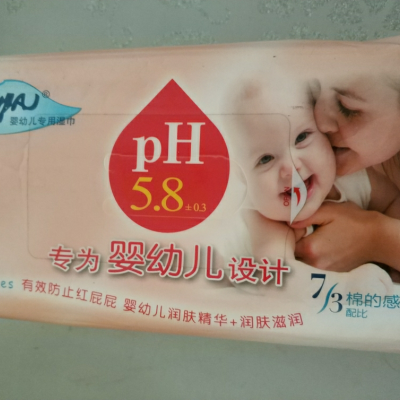 ®
婴幼儿专用湿巾
pH
5.8±0.3
专为 婴幼儿 设计
es 有效防止红屁屁 婴幼儿润肤精华+润肤滋润
7/3 棉的感
配比